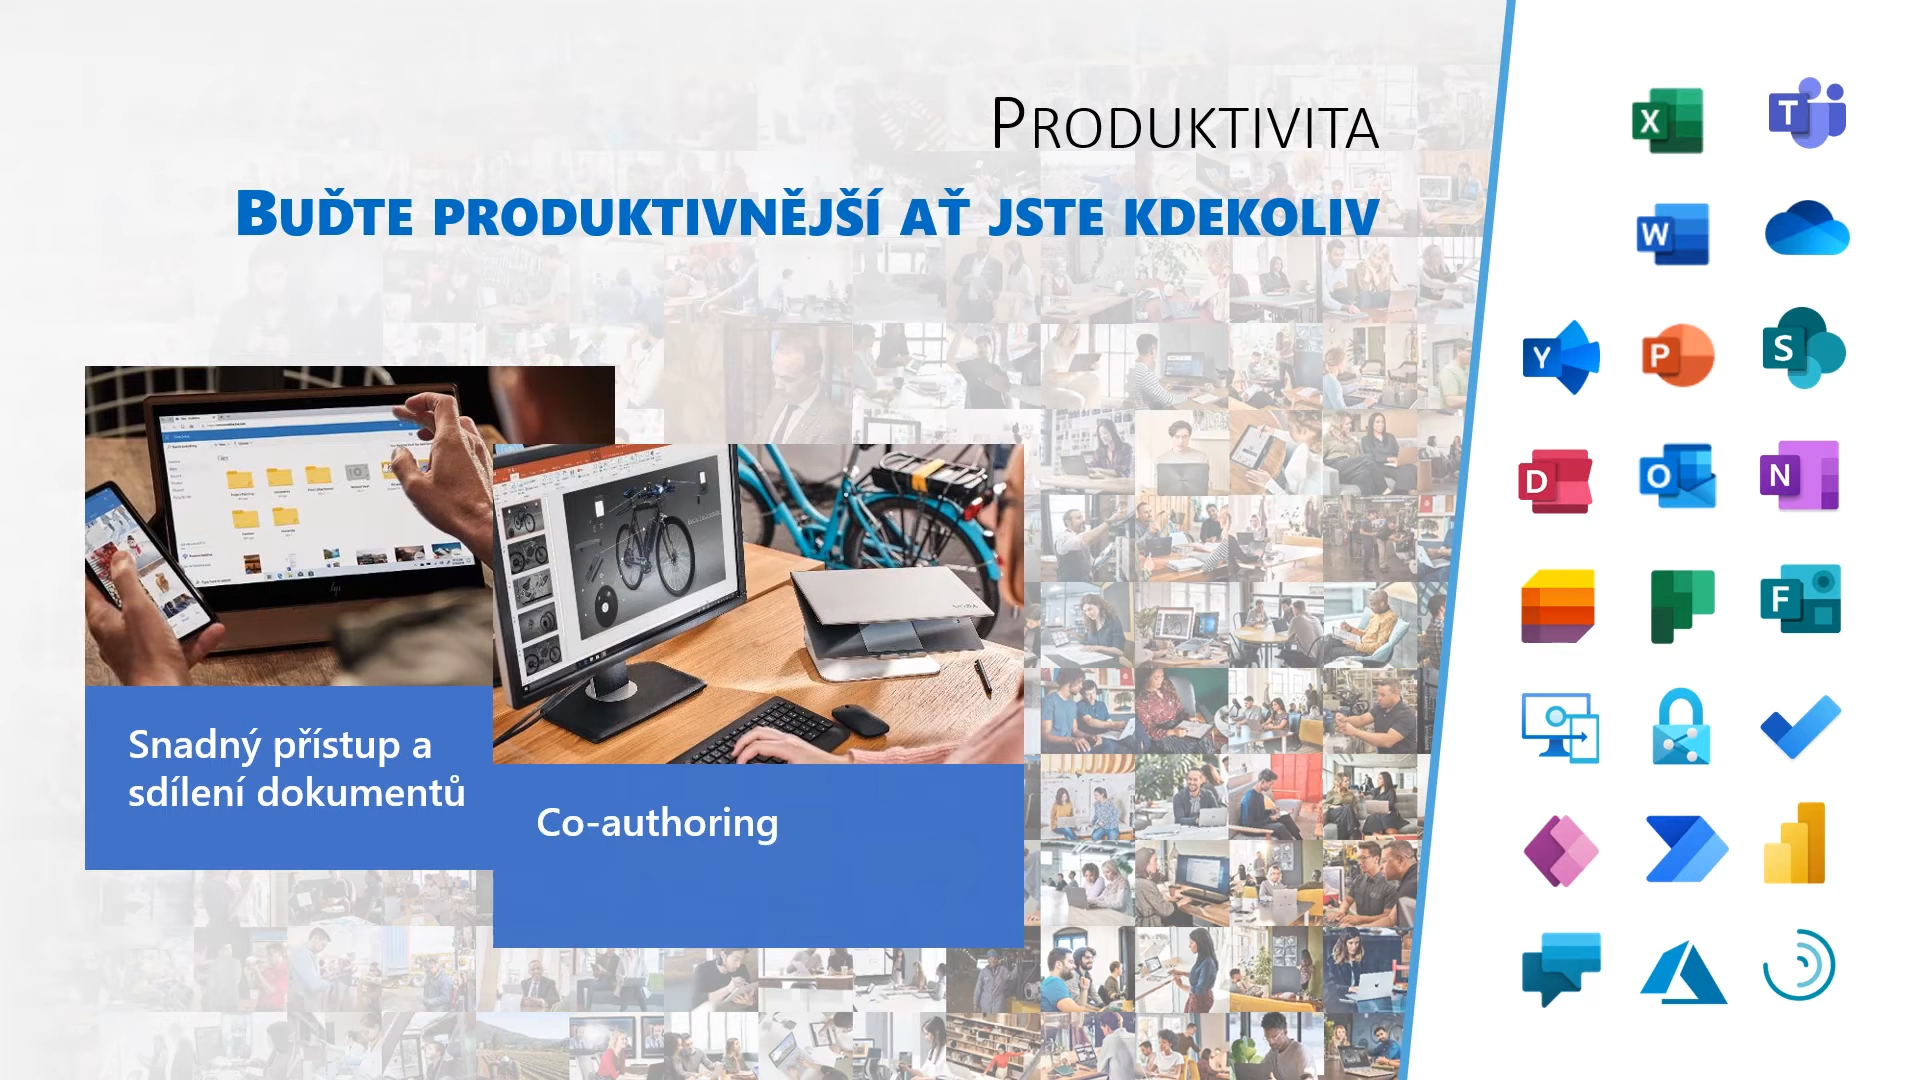 Produktivita
Buďte produktivnější ať jste kdekoliv
Snadný přístup a
sdílení dokumentů
Co-authoring
X
T
W
Y
P
S
D
O
N
F